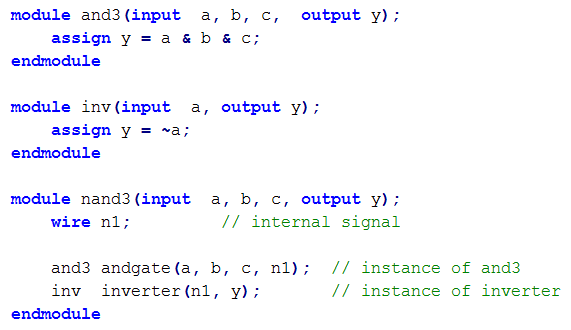 module and3(input  a, b, c,  output y);
    assign y = a & b & c;
endmodule

module inv(input  a, output y);
    assign y = ~a;
endmodule

module nand3(input  a, b, c, output y);
    wire n1;         // internal signal

    and3 andgate(a, b, c, n1);  // instance of and3
    inv  inverter(n1, y);       // instance of inverter
endmodule